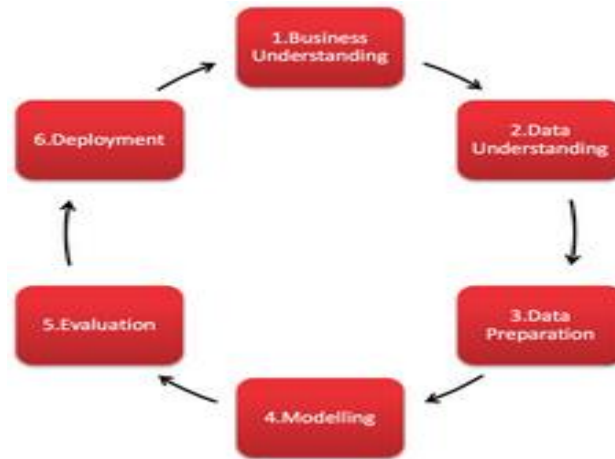 1.Business
Understanding
2.Data
Understanding
3.Data
Preparation
4.Modelling
5.Evaluation
6.Deployment